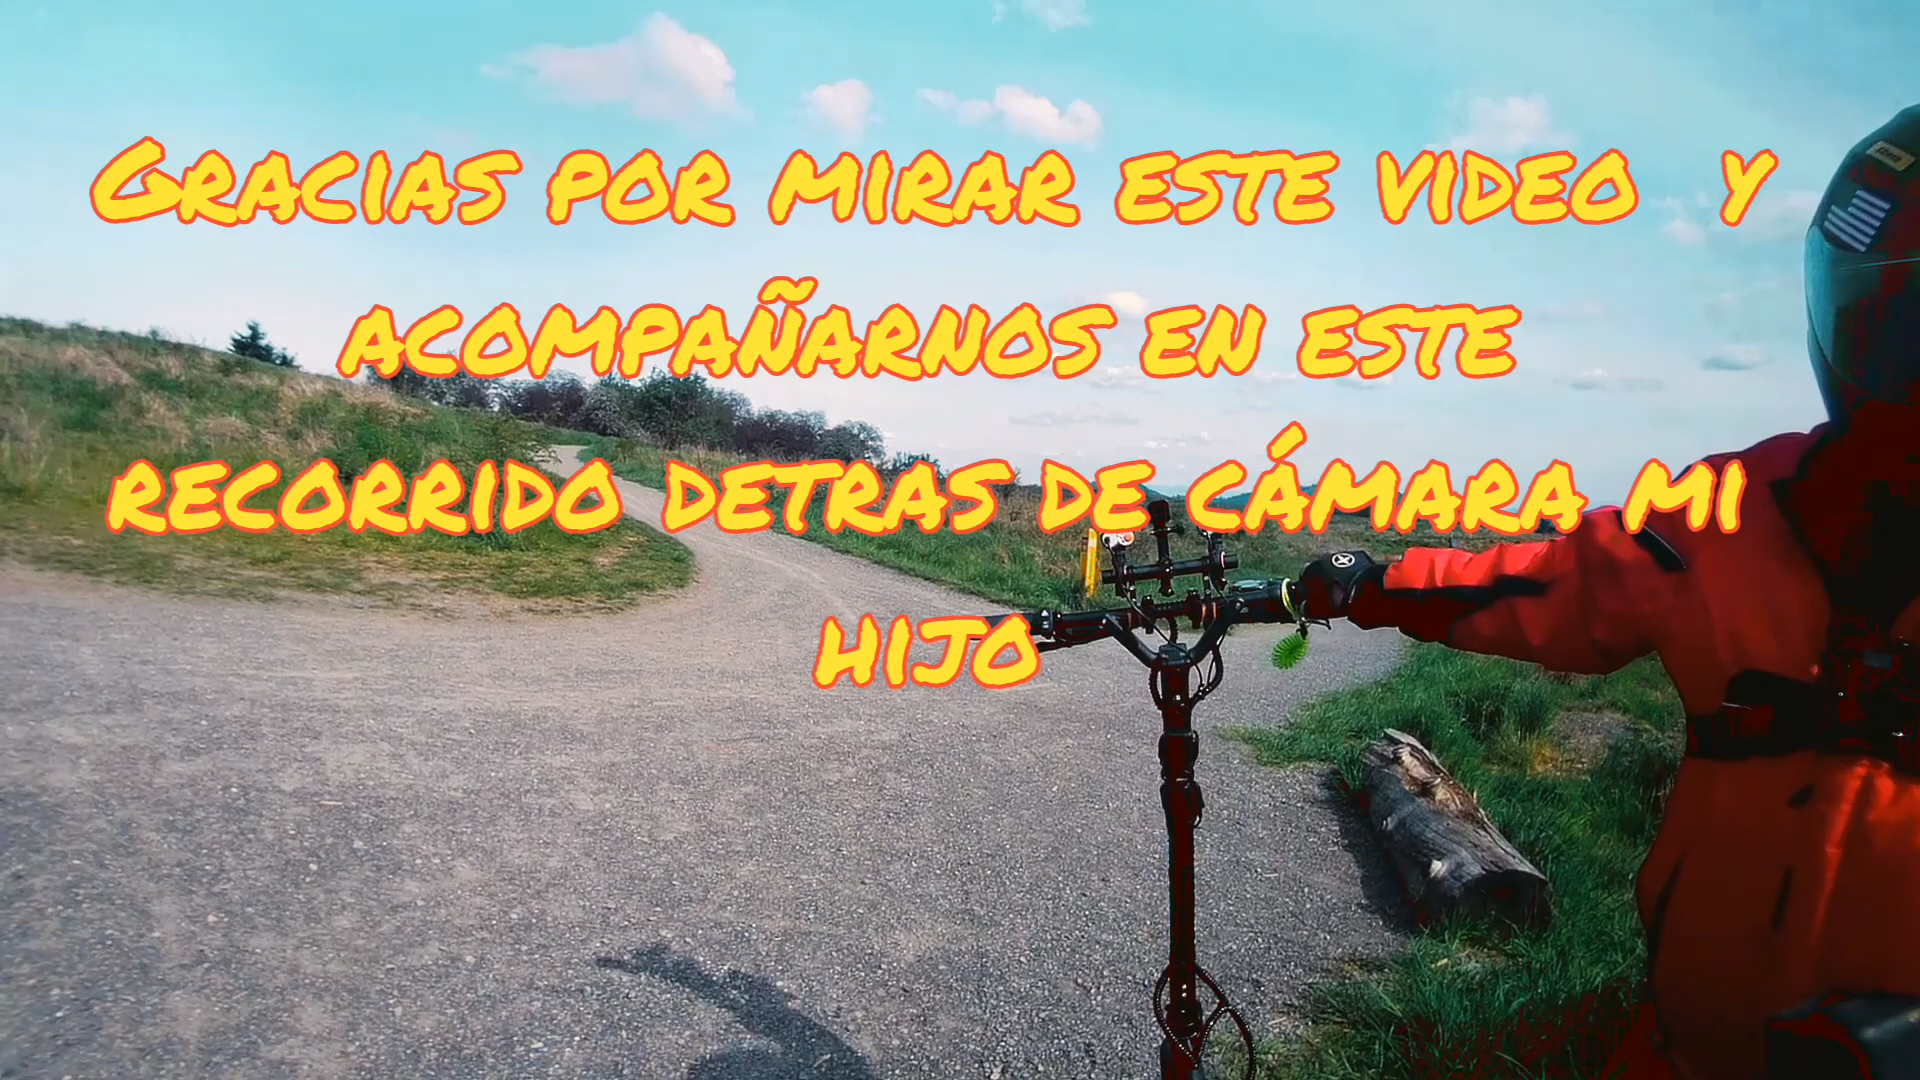 Gracias por mirar este video y
acompañarnos en este
recorrido detras de cámara mi
hijo